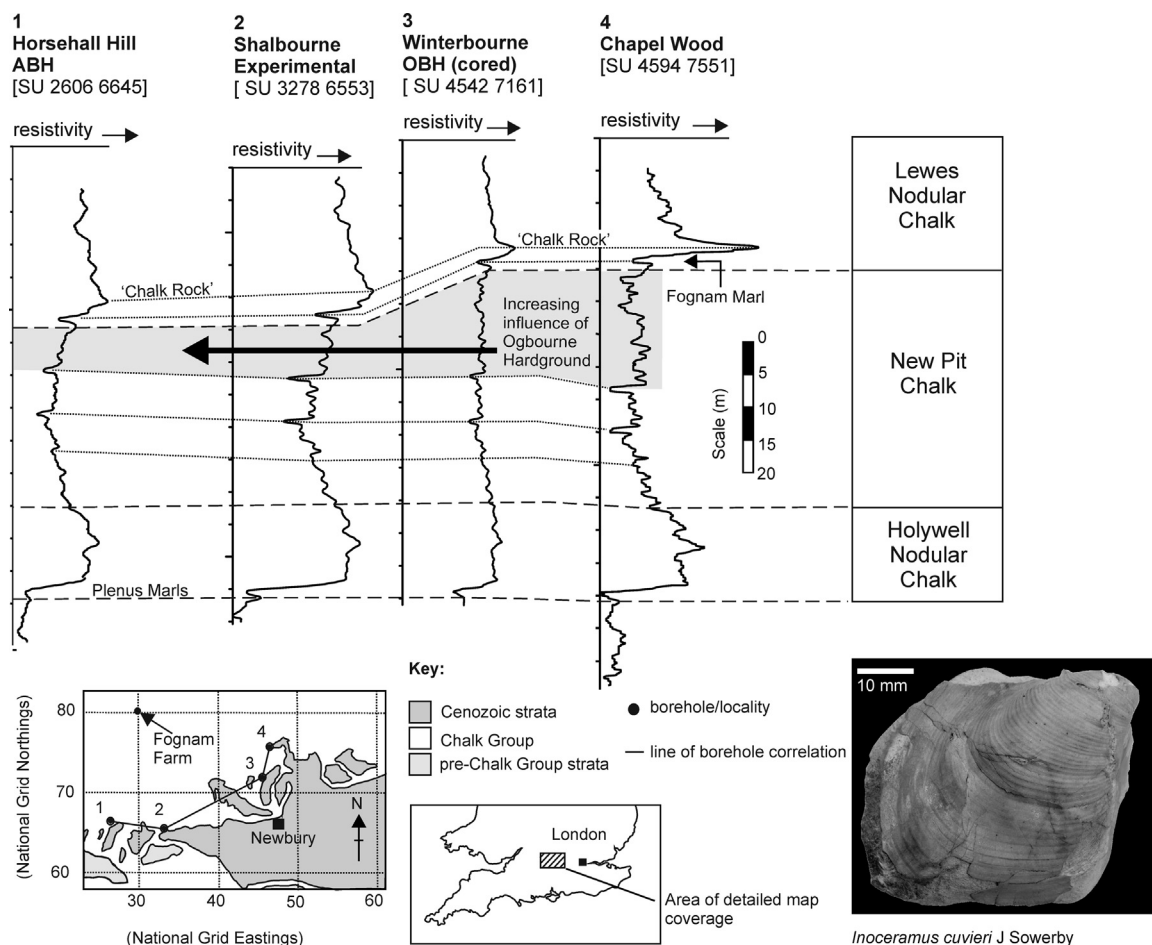 1
Horsehall Hill
ABH
[SU 2606 6645]
2
Shalbourne
Experimental
[ SU 3278 6553]
3
Winterbourne
OBH (cored)
[ SU 4542 7161]
4
Chapel Wood
[SU 4594 7551]
resistivity
resistivity
resistivity
resistivity
'Chalk Rock'
'Chalk Rock'
Fognam Marl
Increasing
influence of
Ogbourne
Hardground
Plenus Marls
Scale (m)
0
5
10
15
20
Lewes
Nodular
Chalk
New Pit
Chalk
Holywell
Nodular
Chalk
(National Grid Northings)
80
70
60
Fognam
Farm
1
2
3
4
N
Newbury
30
40
50
60
(National Grid Eastings)
Key:
Cenozoic strata
Chalk Group
pre-Chalk Group strata
borehole/locality
line of borehole correlation
London
Area of detailed map
coverage
10 mm
Inoceramus cuvieri J Sowerby